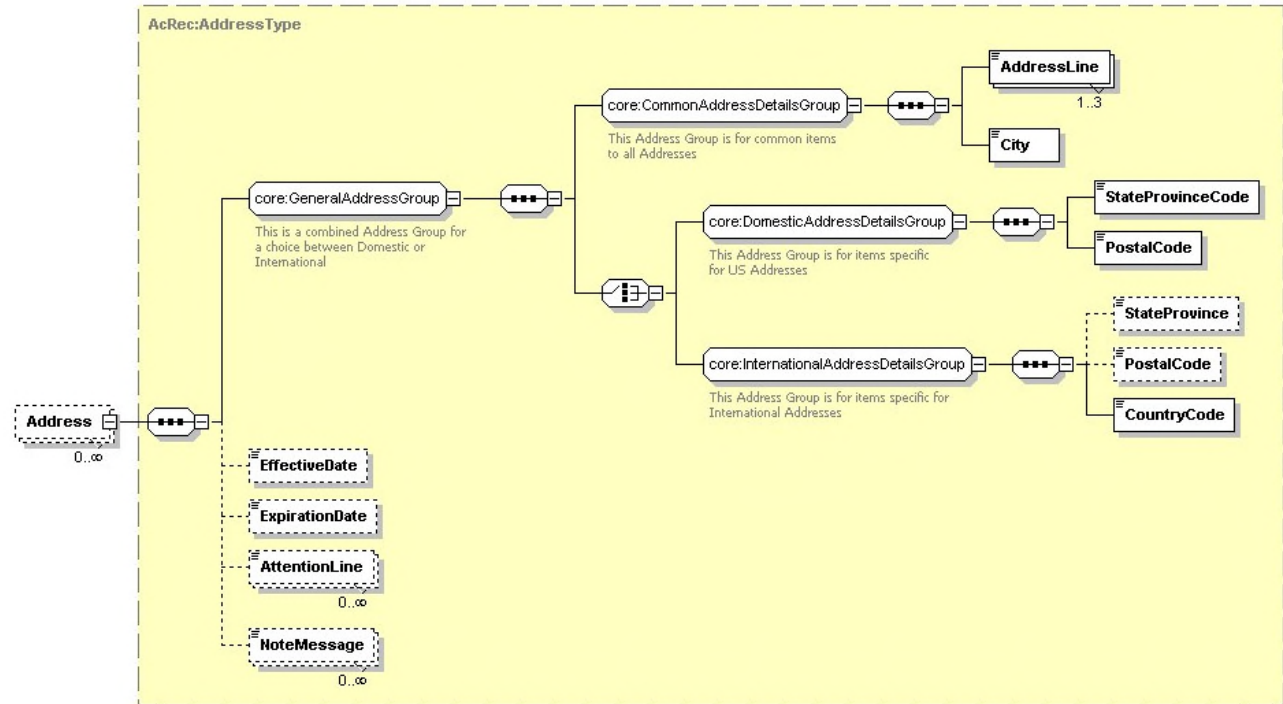 AcRec:AddressType
AddressLine
1..3
core:CommonAddressDetailsGroup
This Address Group is for common items
to all Addresses
City
core:GeneralAddressGroup
This is a combined Address Group for
a choice between Domestic or
International
core:DomesticAddressDetailsGroup
This Address Group is for items specific
for US Addresses
StateProvinceCode
PostalCode
core:InternationalAddressDetailsGroup
This Address Group is for items specific for
International Addresses
StateProvince
PostalCode
CountryCode
Address
0..∞
EffectiveDate
ExpirationDate
AttentionLine
0..∞
NoteMessage
0..∞